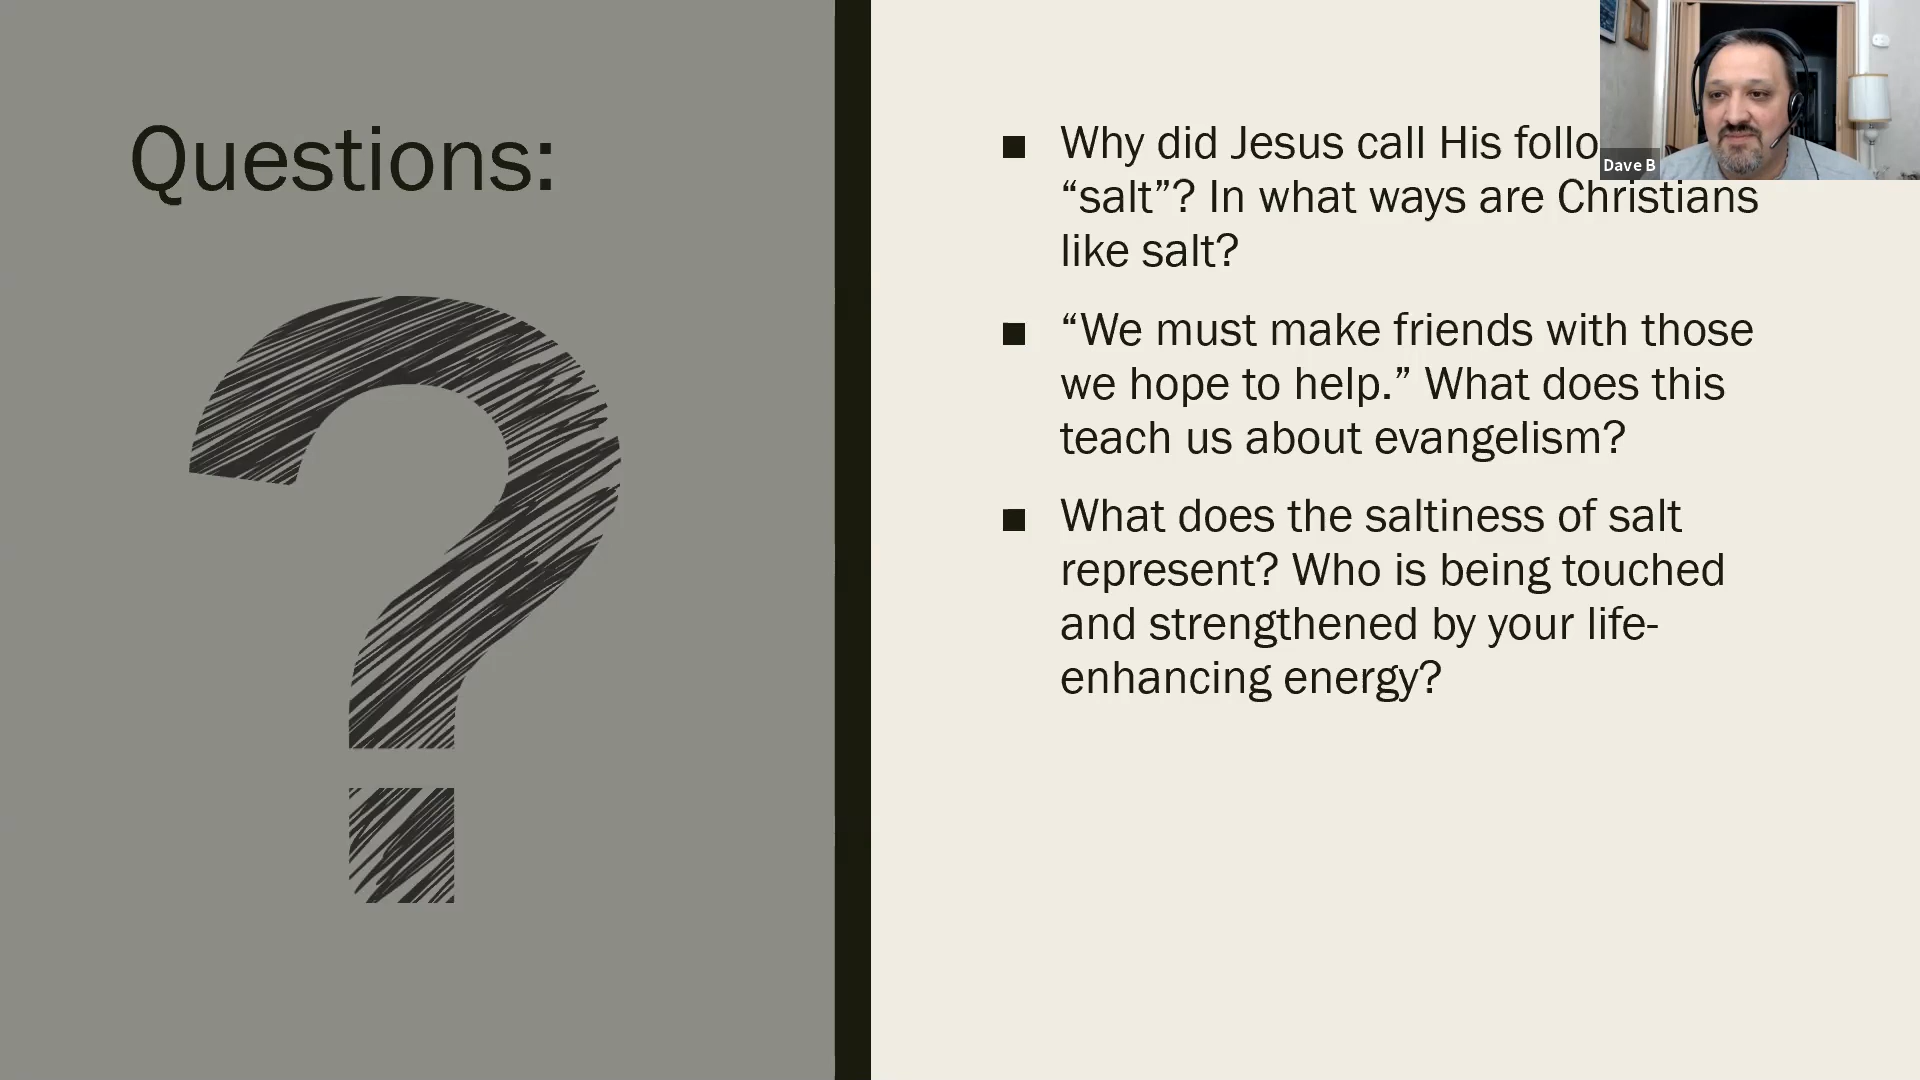 Questions:
■ Why did Jesus call His
“salt”? In what ways are Christians
like salt?
■ “We must make friends with those
we hope to help.” What does this
teach us about evangelism?
■ What does the saltiness of salt
represent? Who is being touched
and strengthened by your life-
enhancing energy?
Dave B